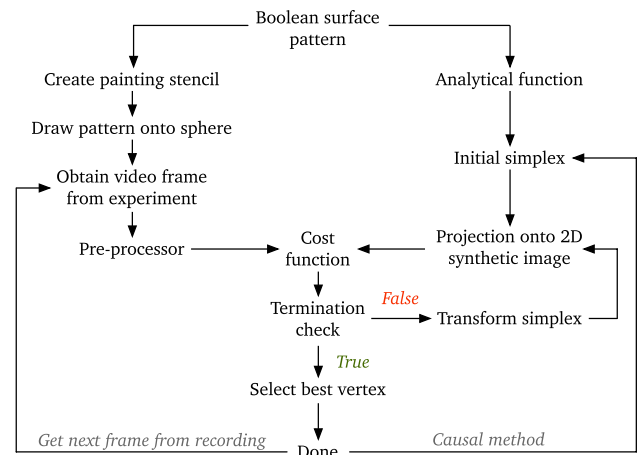 Boolean surface
pattern
Create painting stencil
Analytical function
Draw pattern onto sphere
Initial simplex
Obtain video frame
from experiment
Pre-processor
Cost
function
Projection onto 2D
synthetic image
Termination
check
False
Transform simplex
True
Select best vertex
Get next frame from recording
Done
Causal method